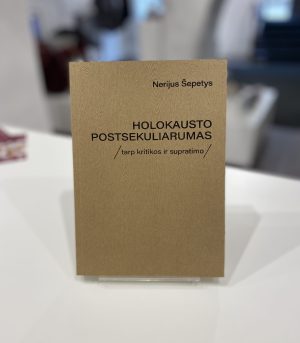 Nerijus Šepetys
HOLOKAUSTO
POSTSEKULIARUMAS
/tarp kritikos ir supratimo/